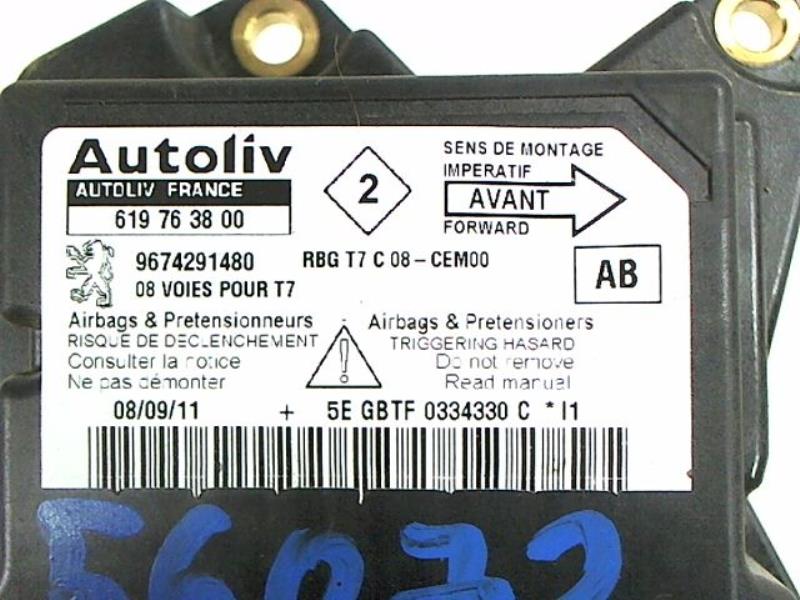 Autoliv
AUTOLIV FRANCE
619 76 38 00
2
SENS DE MONTAGE
IMPERATIF
AVANT
FORWARD
9674291480
RBG T7 C 08-CEM00
08 VOIES POUR T7
AB
Airbags & Pretensionneurs
RISQUE DE DECLENCHEMENT
Consulter la notice
Ne pas démonter
!
Airbags & Pretensioners
TRIGGERING HASARD
Do not remove
Read manual
08/09/11 + 5E GBTF 0334330 C * I1
56072